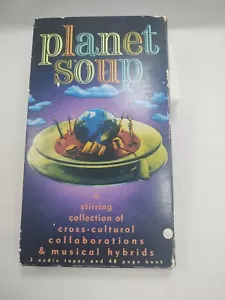 planet
soup
a
stirring
collection of
cross-cultural
collaborations
& musical hybrids
3 audio tapes and 48 page book